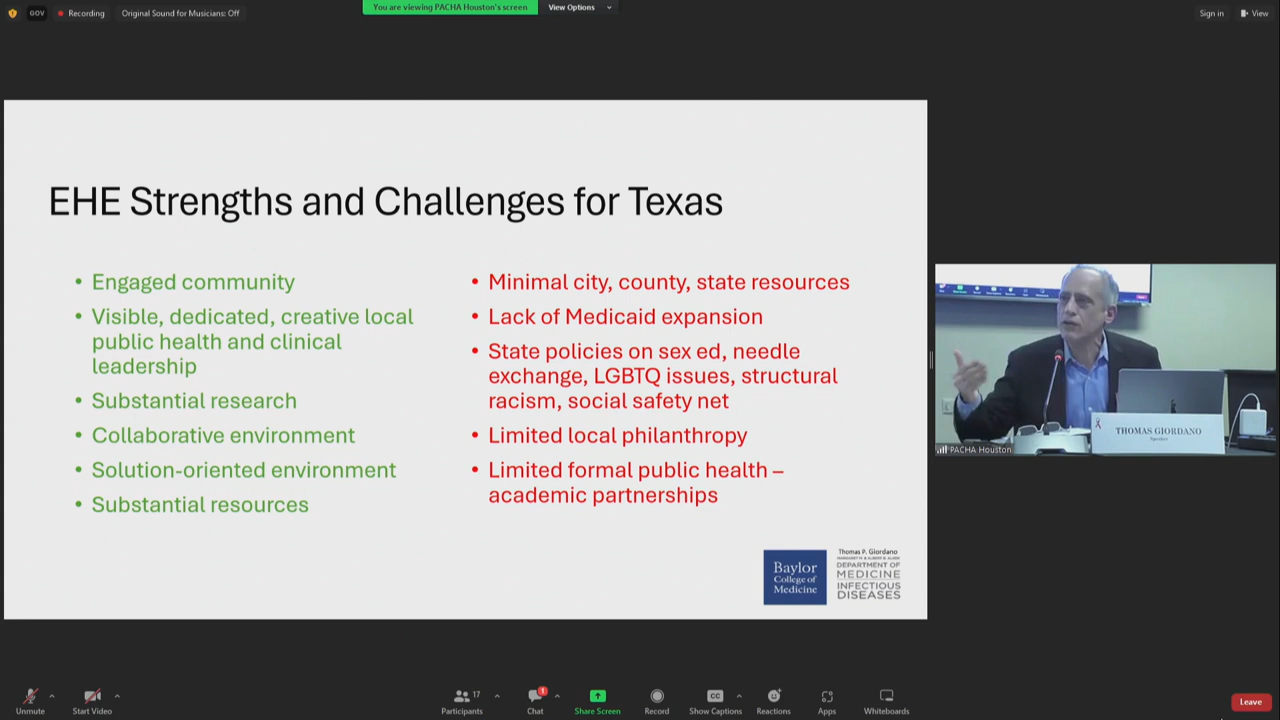 GOV
Recording
Original Sound for Musicians: Off
You are viewing PACHA Houston's screen
View Options
Sign in
View
EHE Strengths and Challenges for Texas
• Engaged community
• Visible, dedicated, creative local
public health and clinical
leadership
• Substantial research
• Collaborative environment
• Solution-oriented environment
• Substantial resources
• Minimal city, county, state resources
• Lack of Medicaid expansion
• State policies on sex ed, needle
exchange, LGBTQ issues, structural
racism, social safety net
• Limited local philanthropy
• Limited formal public health –
academic partnerships
Baylor
College of
Medicine
Thomas P. Giordano
DEPARTMENT OF
MEDICINE
INFECTIOUS
DISEASES
THOMAS GIORDANO
Speaker
PACHA Houston
Unmute
Start Video
Participants
17
Chat
1
Share Screen
Record
CC
Show Captions
Reactions
Apps
Whiteboards
Leave